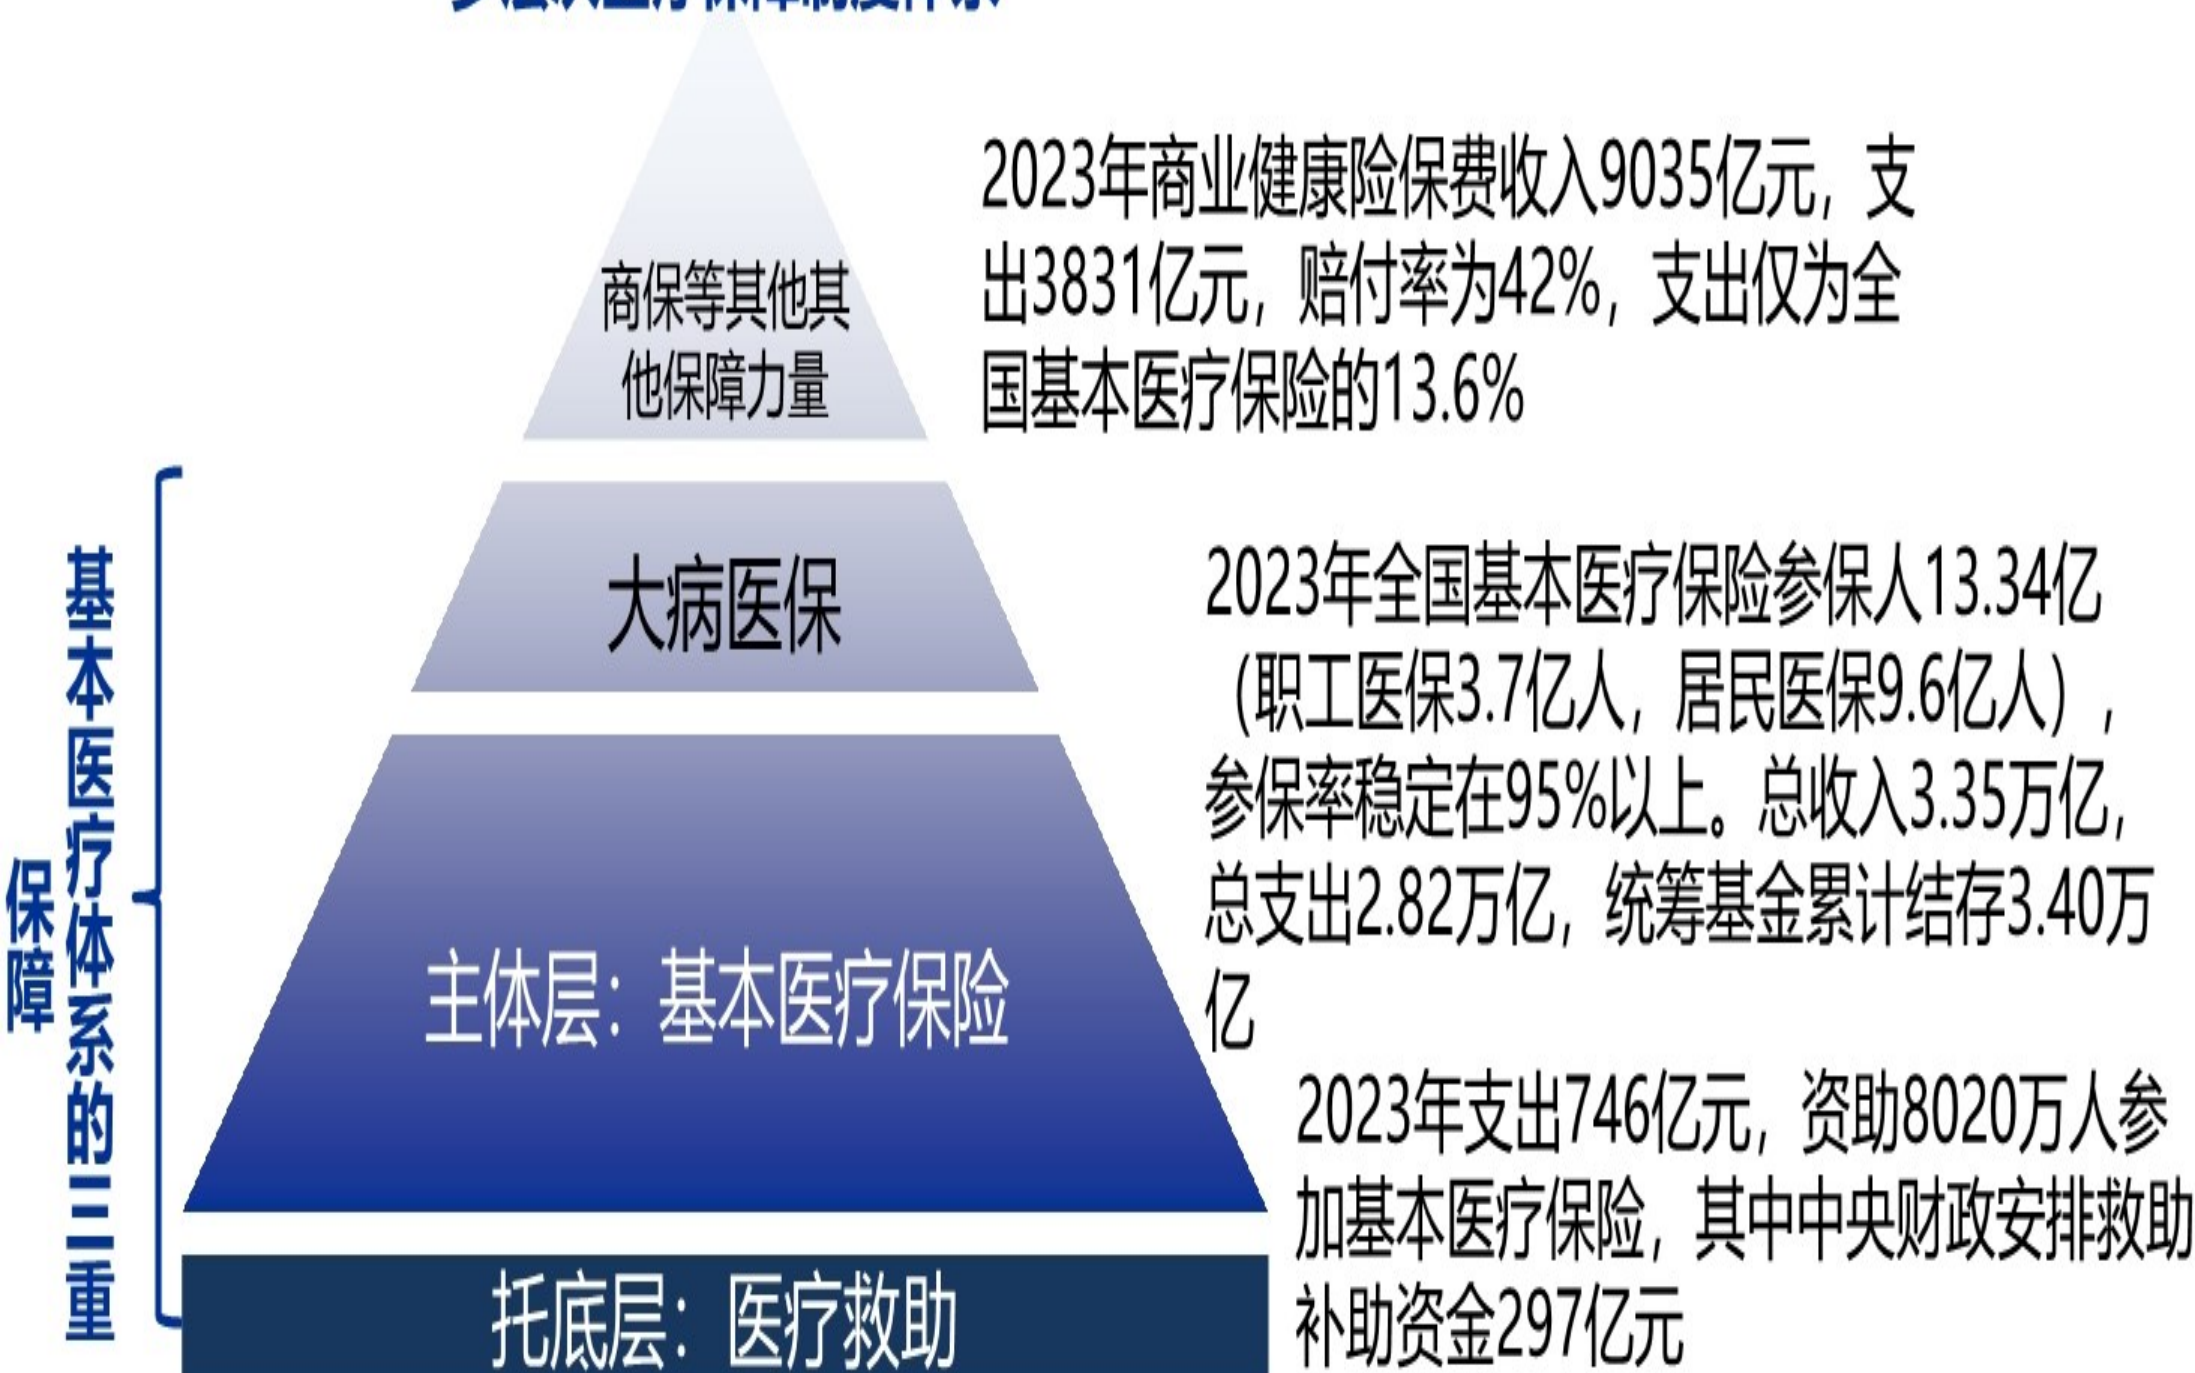 多层次医疗保障制度体系
商保等其他其
他保障力量
2023年商业健康险保费收入9035亿元，支
出3831亿元，赔付率为42%，支出仅为全
国基本医疗保险的13.6%
基本医疗体系的三重
保障
大病医保
主体层：基本医疗保险
2023年全国基本医疗保险参保人13.34亿
（职工医保3.7亿人，居民医保9.6亿人），
参保率稳定在95%以上。总收入3.35万亿，
总支出2.82万亿，统筹基金累计结存3.40万
亿
托底层：医疗救助
2023年支出746亿元，资助8020万人参
加基本医疗保险，其中中央财政安排救助
补助资金297亿元